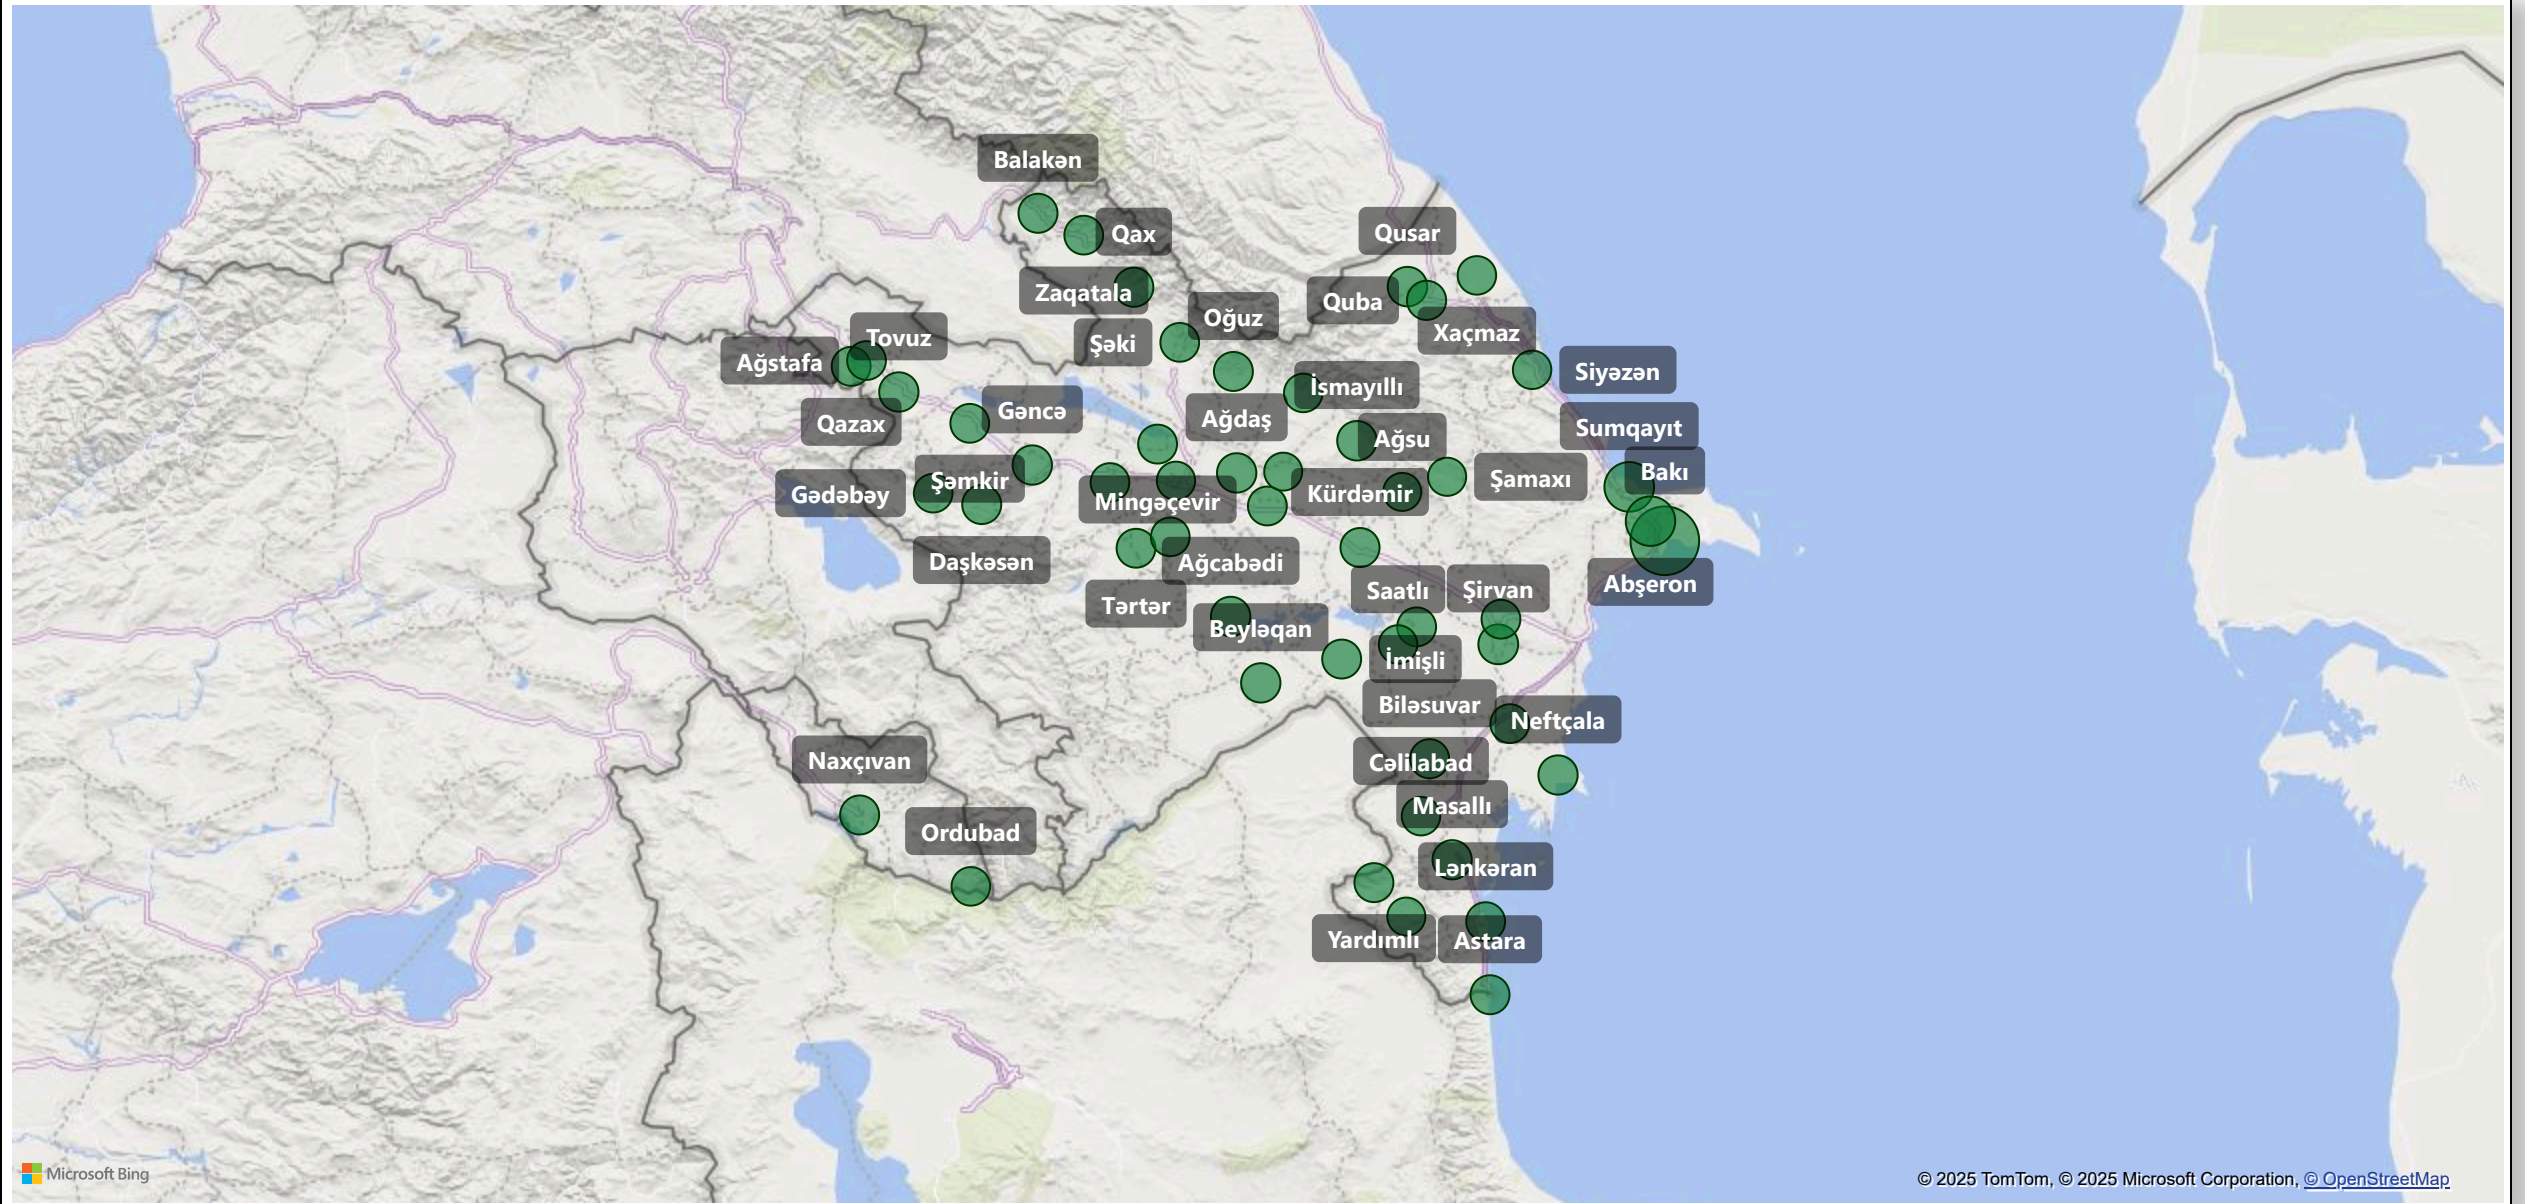 Balakən
Qax
Qusar
Zaqatala
Quba
Oğuz
Xaçmaz
Şəki
Tovuz
Ağstafa
Siyəzən
İsmayıllı
Gəncə
Ağdaş
Qazax
Sumqayıt
Ağsu
Bakı
Şəmkir
Şamaxı
Gədəbəy
Kürdəmir
Mingəçevir
Daşkəsən
Ağcabədi
Abşeron
Saatlı
Şirvan
Tərtər
Beyləqan
İmişli
Biləsuvar
Neftçala
Naxçıvan
Cəlilabad
Masallı
Ordubad
Lənkəran
Yardımlı
Astara
Microsoft Bing
© 2025 TomTom, © 2025 Microsoft Corporation, © OpenStreetMap